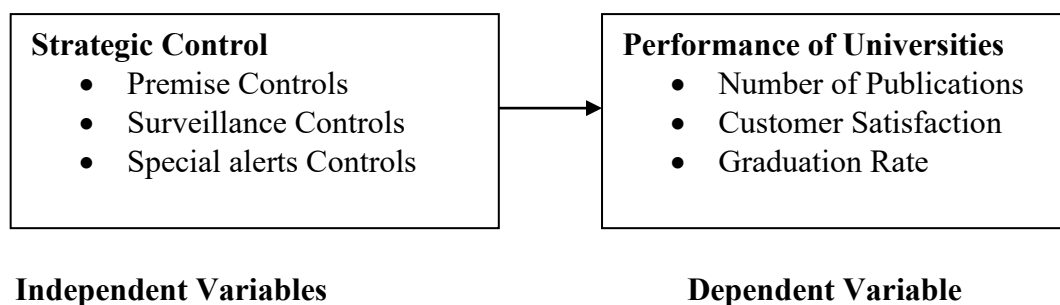 Strategic Control
• Premise Controls
• Surveillance Controls
• Special alerts Controls
Performance of Universities
• Number of Publications
• Customer Satisfaction
• Graduation Rate
Independent Variables
Dependent Variable